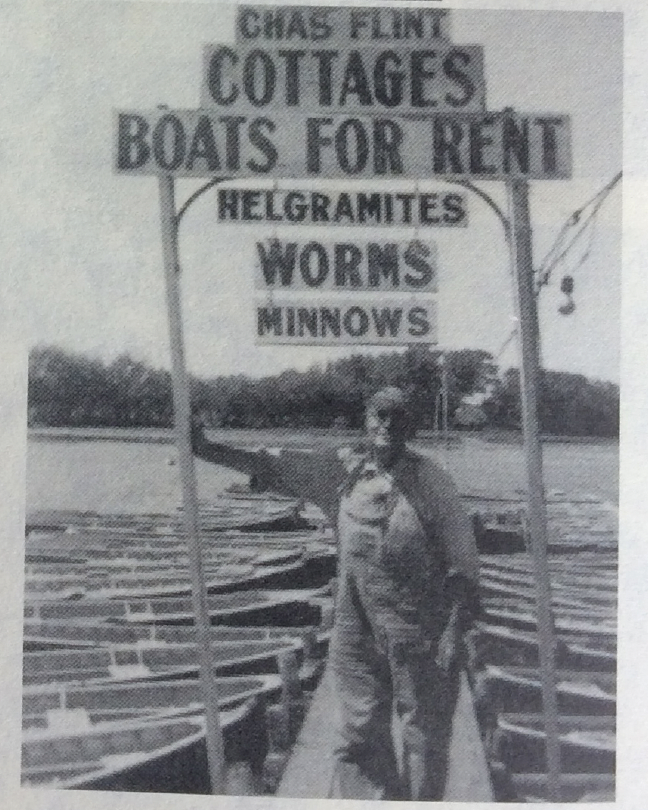 CHAS FLINT
COTTAGES
BOATS FOR RENT
HELGRAMITES
WORMS
MINNOWS